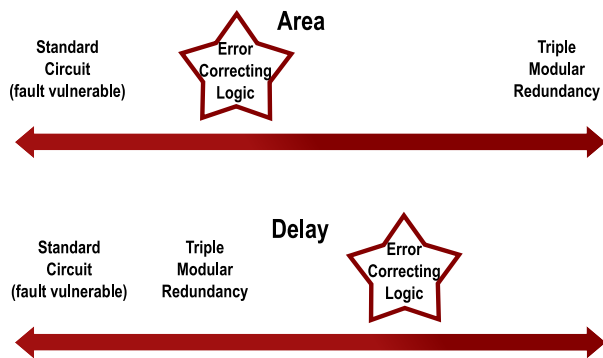 Area
Standard
Circuit
(fault vulnerable)
Error
Correcting
Logic
Triple
Modular
Redundancy
Delay
Standard
Circuit
(fault vulnerable)
Triple
Modular
Redundancy
Error
Correcting
Logic